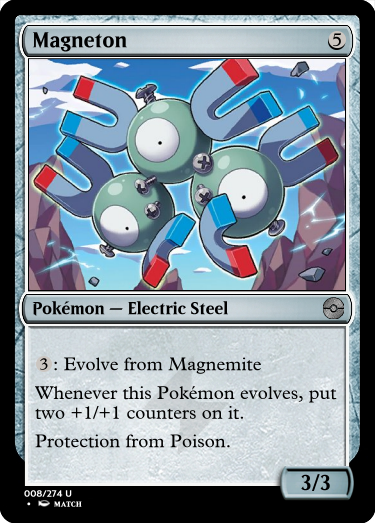 Magneton 5
Pokémon — Electric Steel
3: Evolve from Magnemite
Whenever this Pokémon evolves, put
two +1/+1 counters on it.
Protection from Poison.
3/3
008/274 U
• MATCH